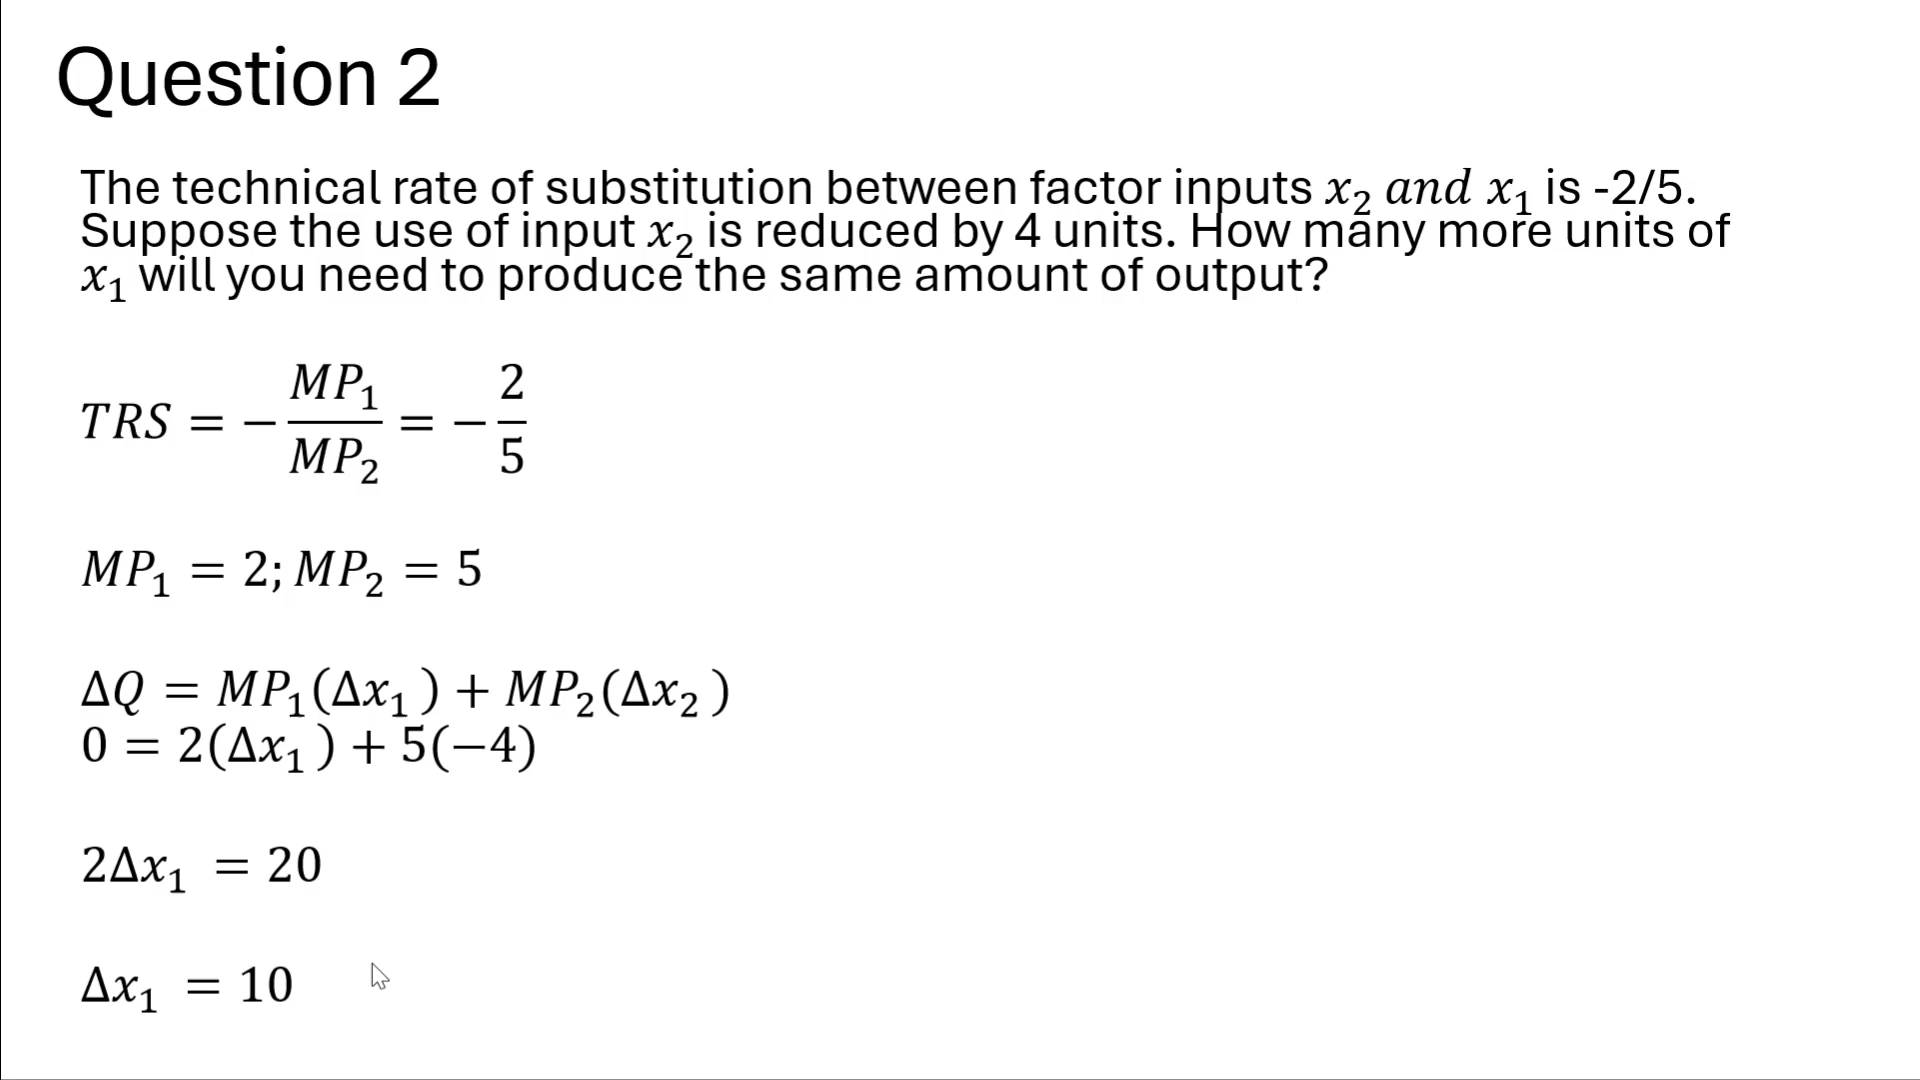 Question 2
The technical rate of substitution between factor inputs x₂ and x₁ is -2/5.
Suppose the use of input x₂ is reduced by 4 units. How many more units of
x₁ will you need to produce the same amount of output?
TRS = −MP₁/MP₂ = −2/5
MP₁ = 2; MP₂ = 5
ΔQ = MP₁(Δx₁) + MP₂(Δx₂)
0 = 2(Δx₁) + 5(−4)
2Δx₁ = 20
Δx₁ = 10